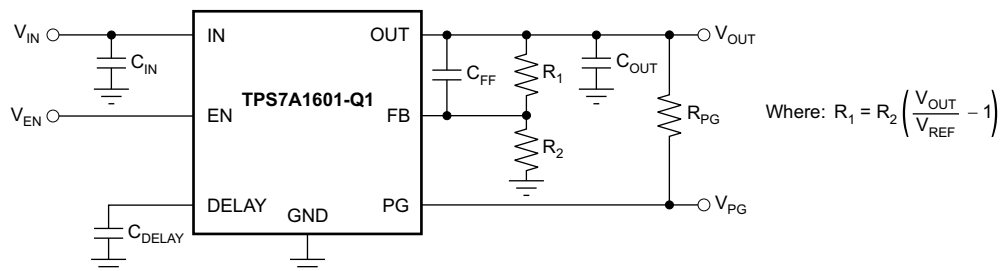 V_IN
IN
OUT
V_OUT
C_IN
C_FF
R_1
C_OUT
TPS7A1601-Q1
V_EN
EN
FB
R_PG
Where: R_1 = R_2 (V_OUT / V_REF − 1)
R_2
DELAY
GND
PG
V_PG
C_DELAY